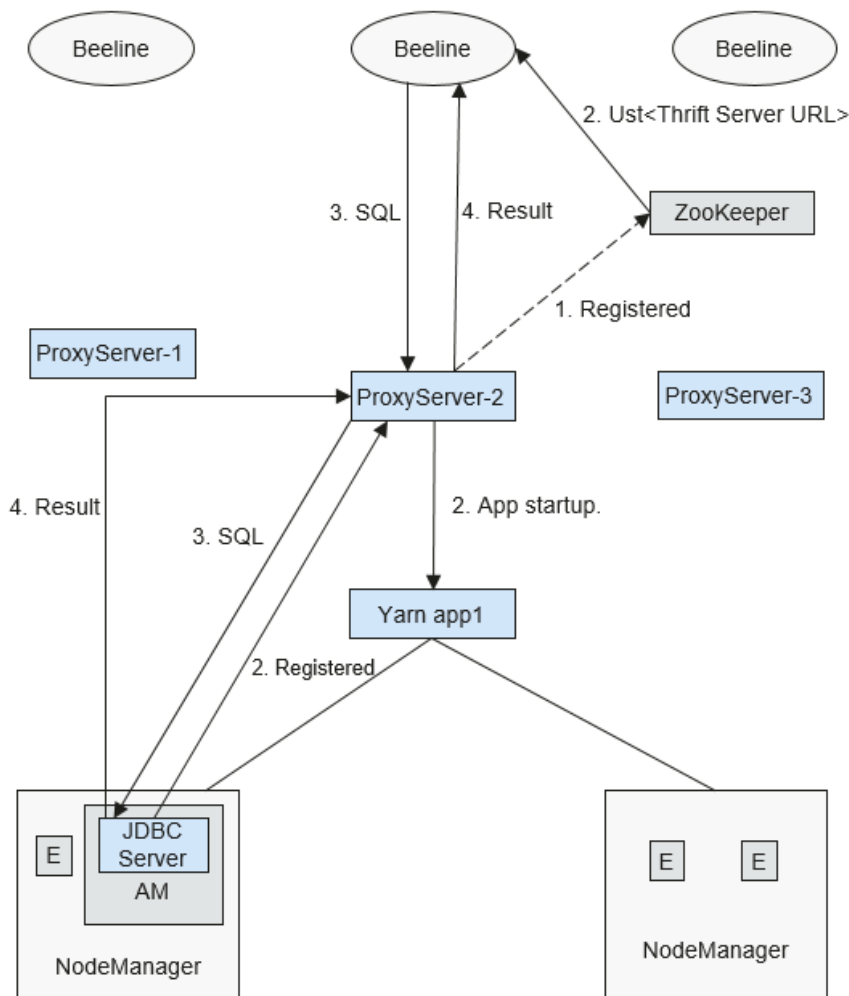 Beeline
Beeline
Beeline
2. Ust<Thrift Server URL>
3. SQL
4. Result
ZooKeeper
1. Registered
ProxyServer-1
ProxyServer-2
ProxyServer-3
4. Result
3. SQL
2. App startup.
Yarn app1
2. Registered
E
JDBC
Server
AM
NodeManager
E
E
NodeManager